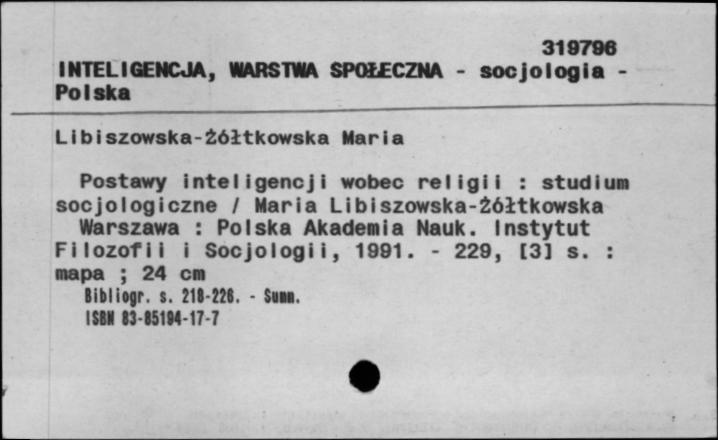 319796
INTELIGENCJA, WARSTWA SPOŁECZNA - socjologia -
Polska
Libiszowska-Żółtkowska Maria
Postawy inteligencji wobec religii : studium
socjologiczne / Maria Libiszowska-Żółtkowska
Warszawa : Polska Akademia Nauk. Instytut
Filozofii i Socjologii, 1991. - 229, [3] s. :
mapa ; 24 cm
Bibliogr. s. 218-226. - Summ.
ISBN 83-85194-17-7